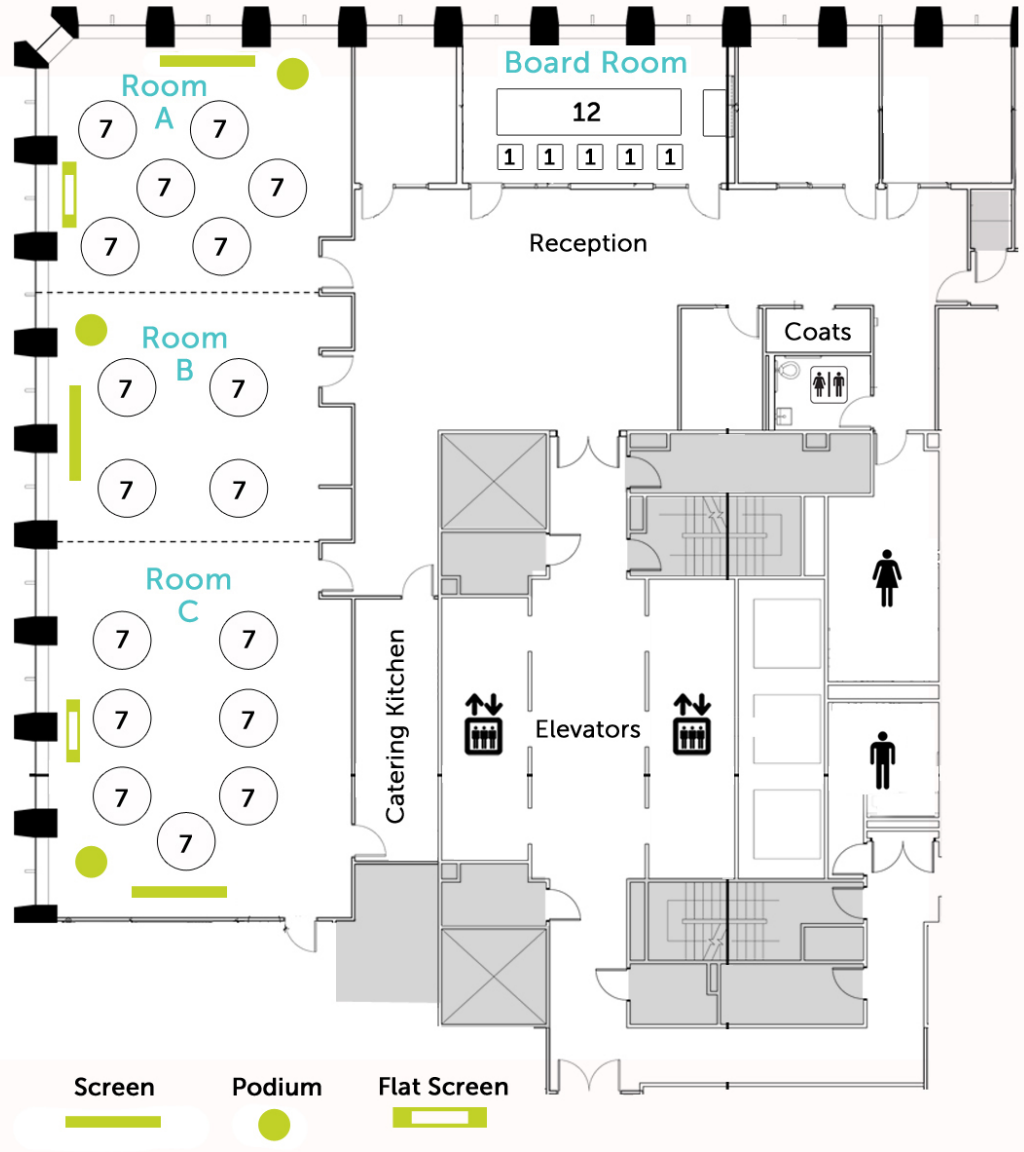 Board Room
12
1 1 1 1 1
Room
A
7 7
7 7
7 7
Reception
Room
B
7 7
7 7
Coats
Room
C
7 7
7 7
7 7
7
Catering Kitchen
Elevators
Screen
Podium
Flat Screen